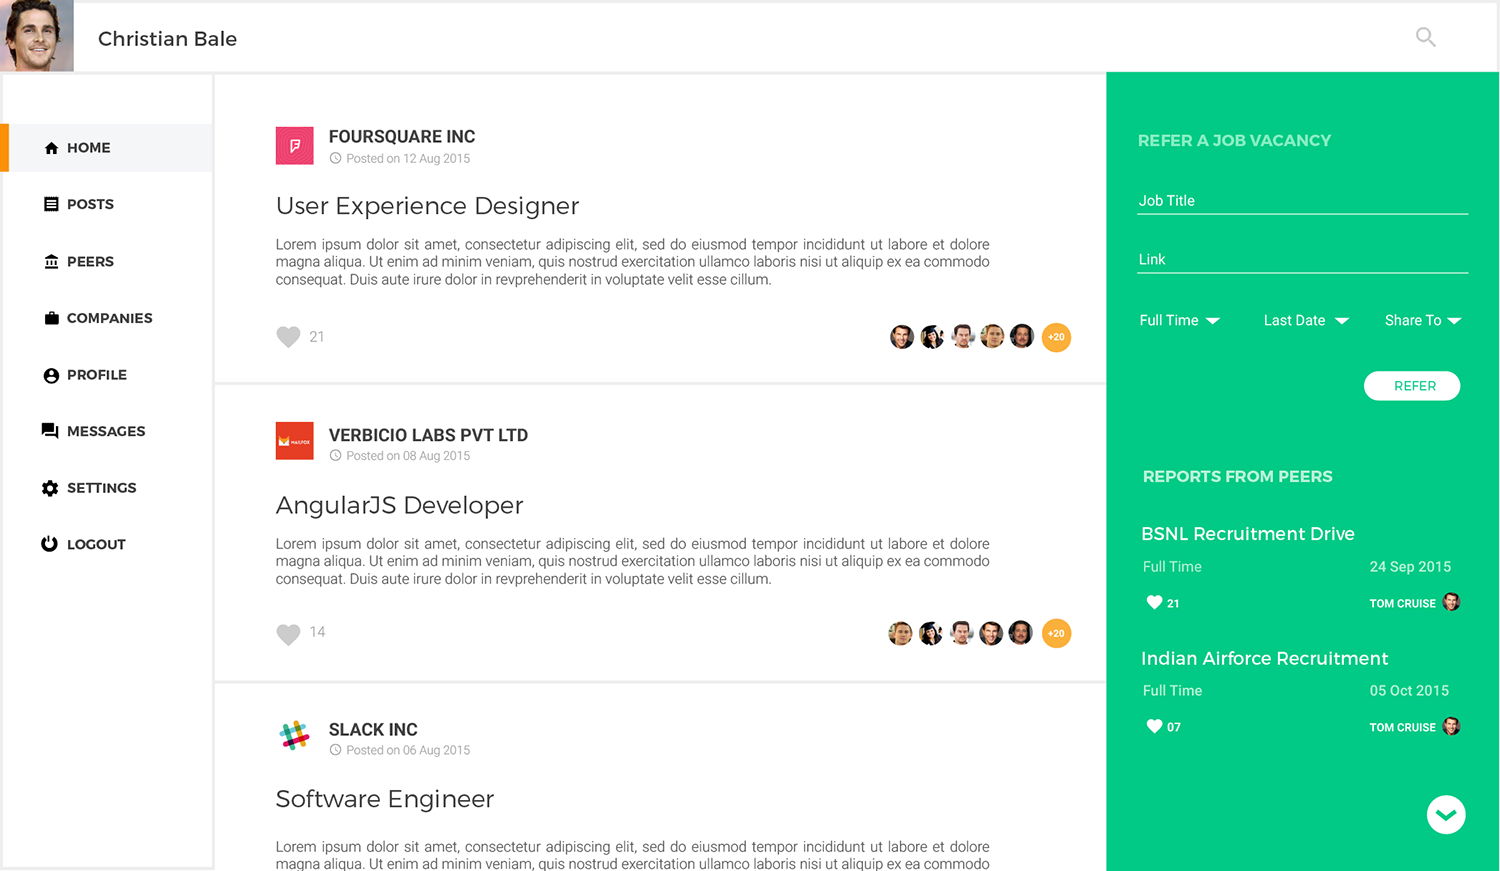 Christian Bale
HOME
POSTS
PEERS
COMPANIES
PROFILE
MESSAGES
SETTINGS
LOGOUT
FOURSQUARE INC
Posted on 12 Aug 2015
User Experience Designer
Lorem ipsum dolor sit amet, consectetur adipiscing elit, sed do eiusmod tempor incididunt ut labore et dolore
magna aliqua. Ut enim ad minim veniam, quis nostrud exercitation ullamco laboris nisi ut aliquip ex ea commodo
consequat. Duis aute irure dolor in revprehenderit in voluptate velit esse cillum.
21
+20
VERBICIO LABS PVT LTD
MAILFOX
Posted on 08 Aug 2015
AngularJS Developer
Lorem ipsum dolor sit amet, consectetur adipiscing elit, sed do eiusmod tempor incididunt ut labore et dolore
magna aliqua. Ut enim ad minim veniam, quis nostrud exercitation ullamco laboris nisi ut aliquip ex ea commodo
consequat. Duis aute irure dolor in revprehenderit in voluptate velit esse cillum.
14
+20
SLACK INC
Posted on 06 Aug 2015
Software Engineer
Lorem ipsum dolor sit amet, consectetur adipiscing elit, sed do eiusmod tempor incididunt ut labore et dolore
magna aliqua. Ut enim ad minim veniam, quis nostrud exercitation ullamco laboris nisi ut aliquip ex ea commodo
REFER A JOB VACANCY
Job Title
Link
Full Time Last Date Share To
REFER
REPORTS FROM PEERS
BSNL Recruitment Drive
Full Time 24 Sep 2015
21 TOM CRUISE
Indian Airforce Recruitment
Full Time 05 Oct 2015
07 TOM CRUISE